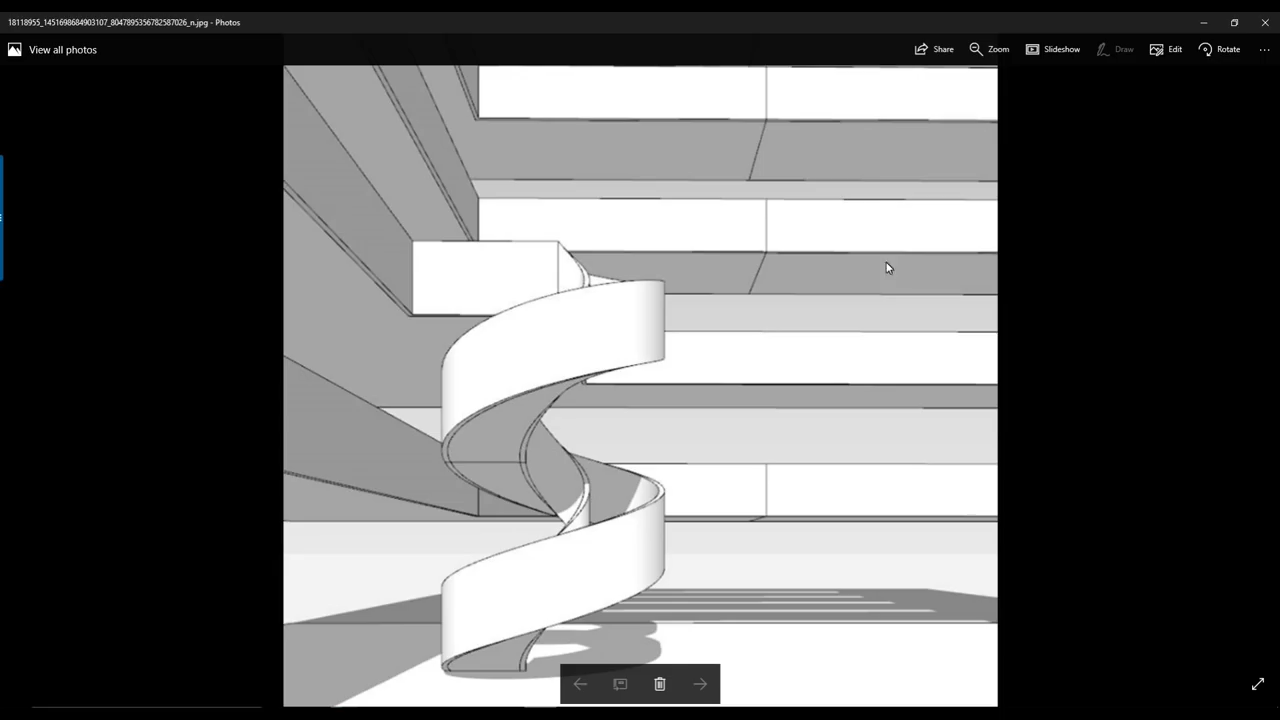 18118955_1451698684903107_8047895356782587026_n.jpg - Photos
View all photos
Share
Zoom
Slideshow
Draw
Edit
Rotate